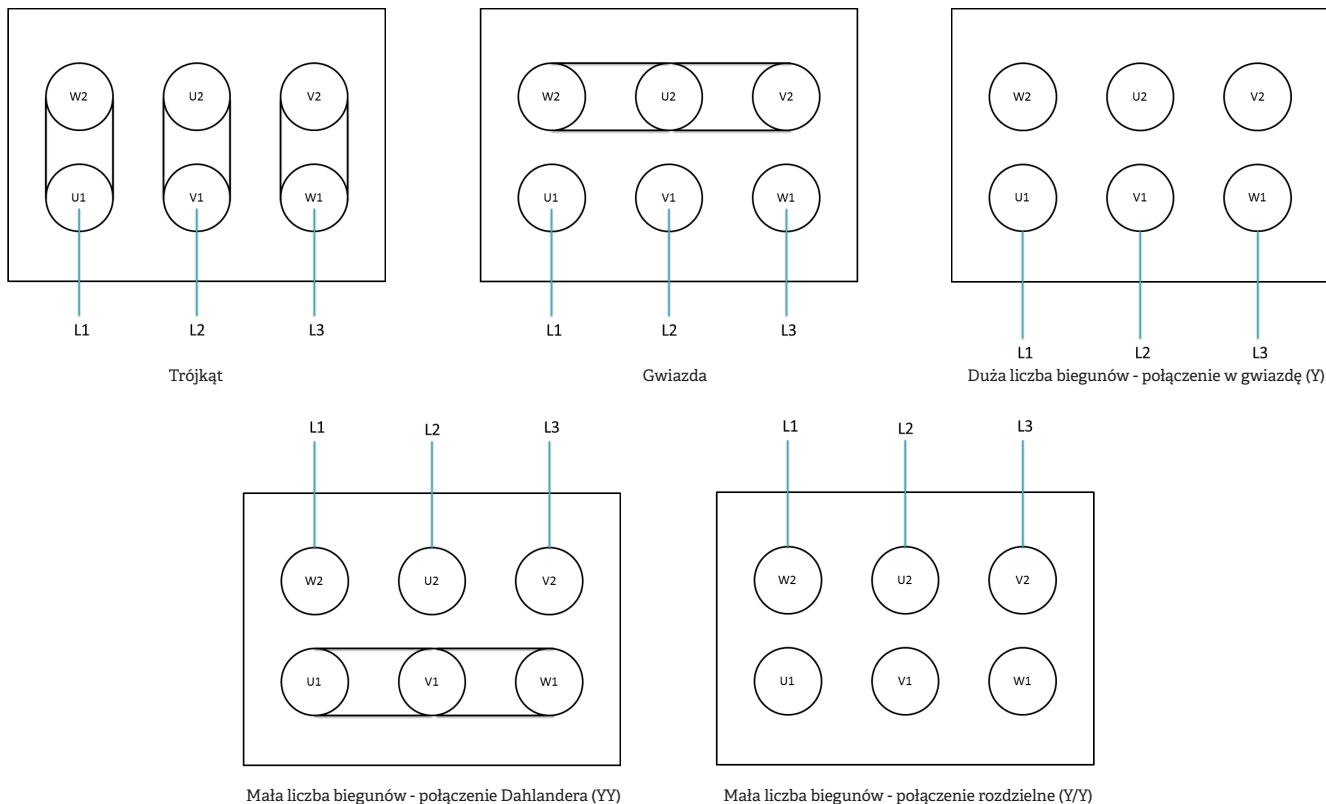 W2 U2 V2
U1 V1 W1
L1 L2 L3
Trójkąt
W2 U2 V2
U1 V1 W1
L1 L2 L3
Gwiazda
W2 U2 V2
U1 V1 W1
L1 L2 L3
Duża liczba biegunów - połączenie w gwiazdę (Y)
L1 L2 L3
W2 U2 V2
U1 V1 W1
Mała liczba biegunów - połączenie Dahlandera (YY)
L1 L2 L3
W2 U2 V2
U1 V1 W1
Mała liczba biegunów - połączenie rozdzielne (Y/Y)